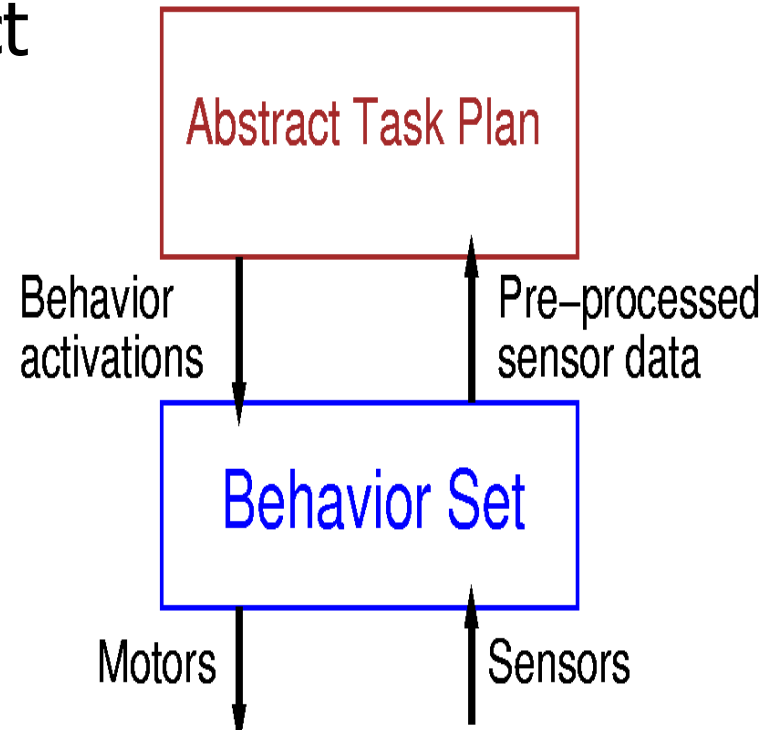 Abstract Task Plan
Behavior
activations
Pre−processed
sensor data
Behavior Set
Motors
Sensors